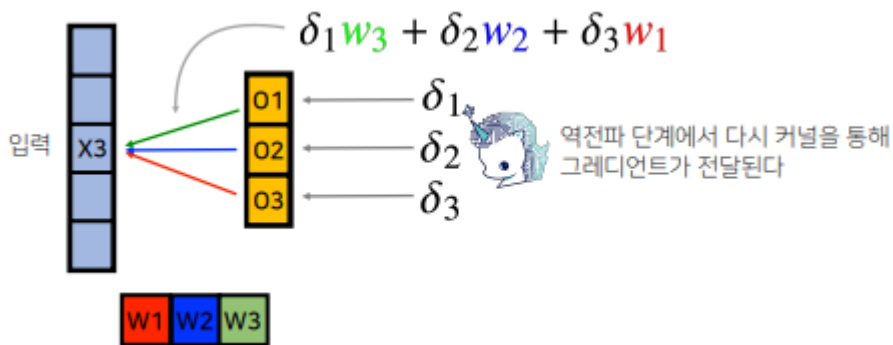 δ₁w₃ + δ₂w₂ + δ₃w₁
O1
δ₁
입력
X3
O2
δ₂
역전파 단계에서 다시 커널을 통해
그레디언트가 전달된다
O3
δ₃
W1 W2 W3